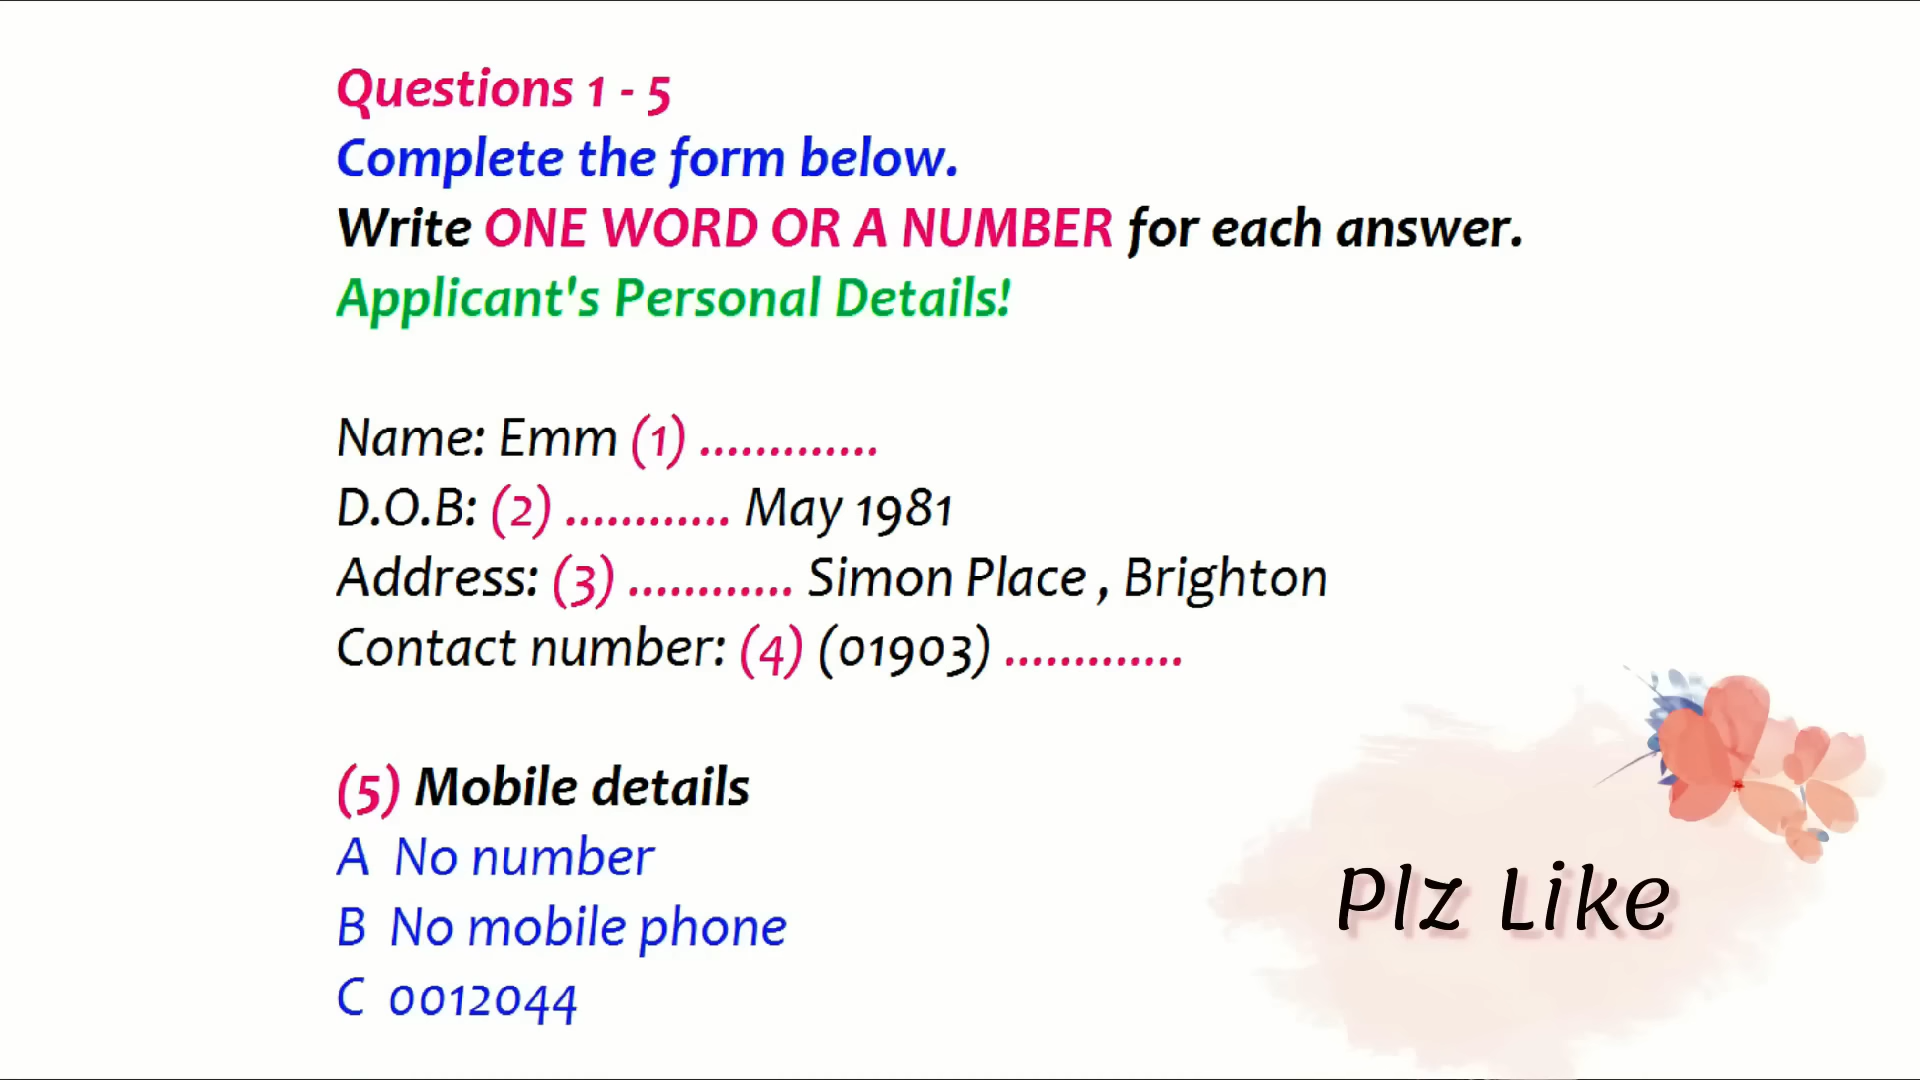 Questions 1 - 5
Complete the form below.
Write ONE WORD OR A NUMBER for each answer.
Applicant's Personal Details!
Name: Emm (1) .............
D.O.B: (2) ............ May 1981
Address: (3) ............ Simon Place , Brighton
Contact number: (4) (01903) .............
(5) Mobile details
A No number
B No mobile phone
C 0012044
Plz Like